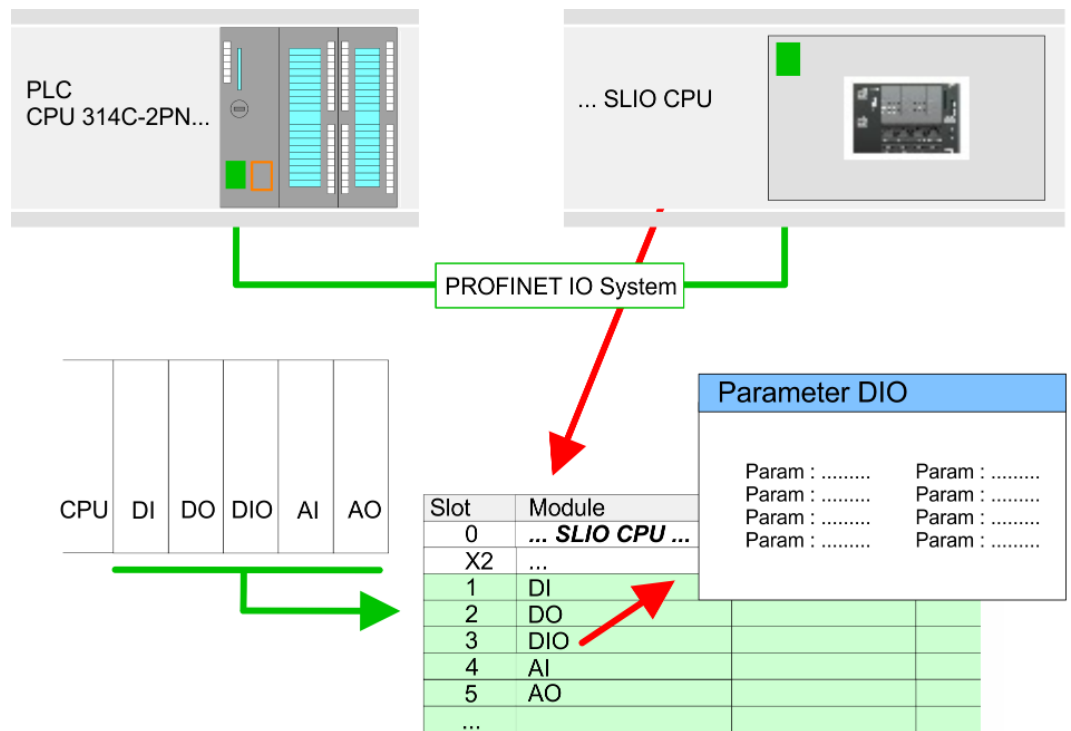 PLC
CPU 314C-2PN...
... SLIO CPU
PROFINET IO System
CPU DI DO DIO AI AO
Parameter DIO
Param : ......... Param : .........
Param : ......... Param : .........
Param : ......... Param : .........
Param : ......... Param : .........
Slot Module
0 ... SLIO CPU ...
X2 ...
1 DI
2 DO
3 DIO
4 AI
5 AO
...